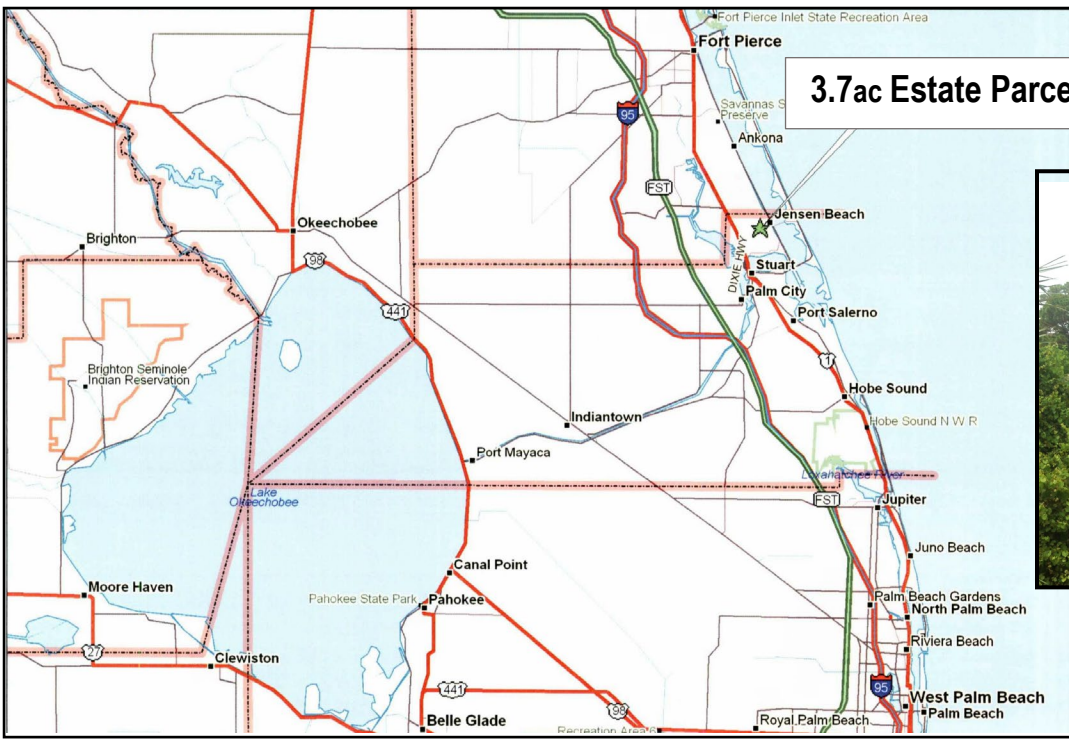 Fort Pierce Inlet State Recreation Area
Fort Pierce
3.7ac Estate Parce
95
Savannas S
Preserve
Ankona
FST
Okeechobee
Jensen Beach
Brighton
98
DIXIE HWY
Stuart
441
Palm City
Port Salerno
1
Brighton Seminole
Indian Reservation
Hobe Sound
Indiantown
Hobe Sound N W R
Port Mayaca
Loxahatchee River
Lake
Okeechobee
FST
Jupiter
Juno Beach
Canal Point
Moore Haven
Pahokee State Park
Pahokee
Palm Beach Gardens
North Palm Beach
27
Clewiston
Riviera Beach
441
95
West Palm Beach
98
Palm Beach
Belle Glade
Royal Palm Beach
Recreation Area 6